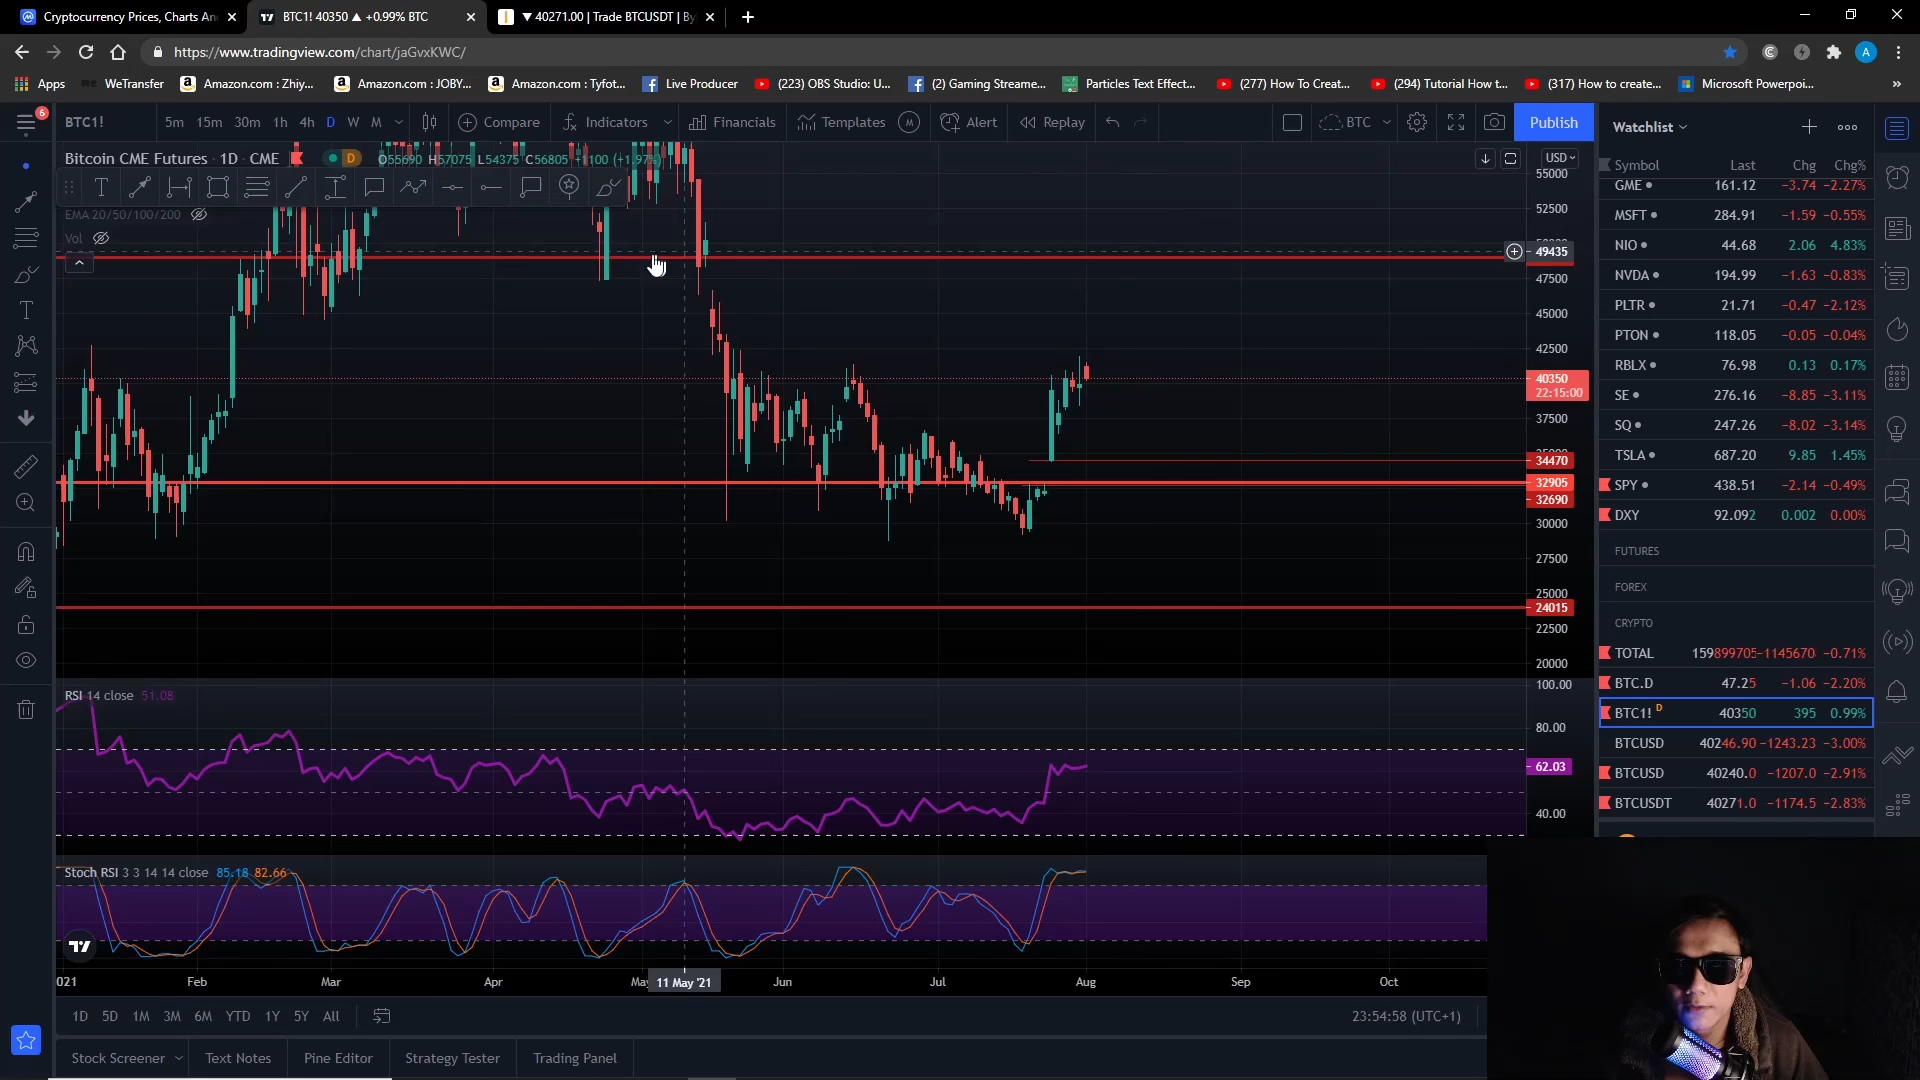 Cryptocurrency Prices, Charts An
BTC1! 40350 ▲ +0.99% BTC
▼ 40271.00 | Trade BTCUSDT | By
https://www.tradingview.com/chart/jaGvxKWC/
Apps
WeTransfer
Amazon.com : Zhiy...
Amazon.com : JOBY...
Amazon.com : Tyfot...
Live Producer
(223) OBS Studio: U...
(2) Gaming Streame...
Particles Text Effect...
(277) How To Creat...
(294) Tutorial How t...
(317) How to create...
Microsoft Powerpoi...
6
BTC1!
5m 15m 30m 1h 4h D W M
Compare
Indicators
Financials
Templates
Alert
Replay
BTC
Publish
Bitcoin CME Futures · 1D · CME
D
O55690 H57075 L54375 C56805 +1100 (+1.97%)
EMA 20/50/100/200
Vol
USD
55000
52500
49435
47500
45000
42500
40350
22:15:00
37500
34470
32905
32690
30000
27500
25000
24015
22500
20000
RSI 14 close 51.08
100.00
80.00
62.03
40.00
Stoch RSI 3 3 14 14 close 85.18 82.66
021 Feb Mar Apr May 11 May '21 Jun Jul Aug Sep Oct
1D 5D 1M 3M 6M YTD 1Y 5Y All
23:54:58 (UTC+1)
Stock Screener
Text Notes
Pine Editor
Strategy Tester
Trading Panel
Watchlist
Symbol Last Chg Chg%
GME 161.12 −3.74 −2.27%
MSFT 284.91 −1.59 −0.55%
NIO 44.68 2.06 4.83%
NVDA 194.99 −1.63 −0.83%
PLTR 21.71 −0.47 −2.12%
PTON 118.05 −0.05 −0.04%
RBLX 76.98 0.13 0.17%
SE 276.16 −8.85 −3.11%
SQ 247.26 −8.02 −3.14%
TSLA 687.20 9.85 1.45%
SPY 438.51 −2.14 −0.49%
DXY 92.092 0.002 0.00%
FUTURES
FOREX
CRYPTO
TOTAL 159899705 −1145670 −0.71%
BTC.D 47.25 −1.06 −2.20%
BTC1! D 40350 395 0.99%
BTCUSD 40246.90 −1243.23 −3.00%
BTCUSD 40240.0 −1207.0 −2.91%
BTCUSDT 40271.0 −1174.5 −2.83%